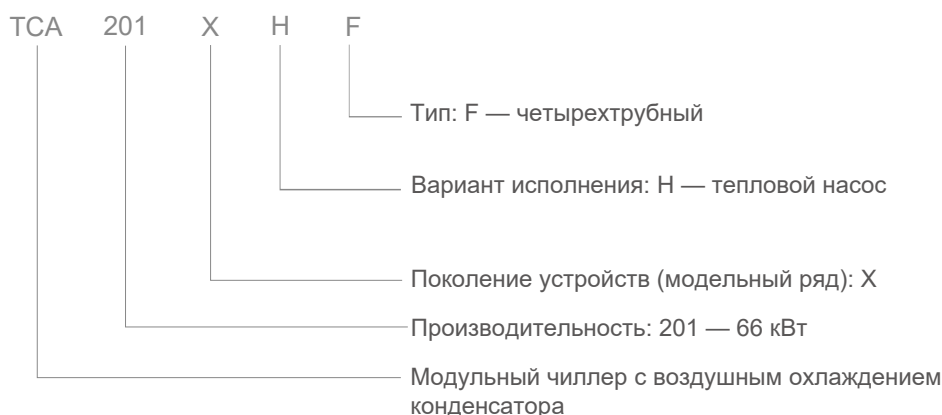 TCA 201 X H F
Тип: F — четырехтрубный
Вариант исполнения: H — тепловой насос
Поколение устройств (модельный ряд): X
Производительность: 201 — 66 кВт
Модульный чиллер с воздушным охлаждением
конденсатора